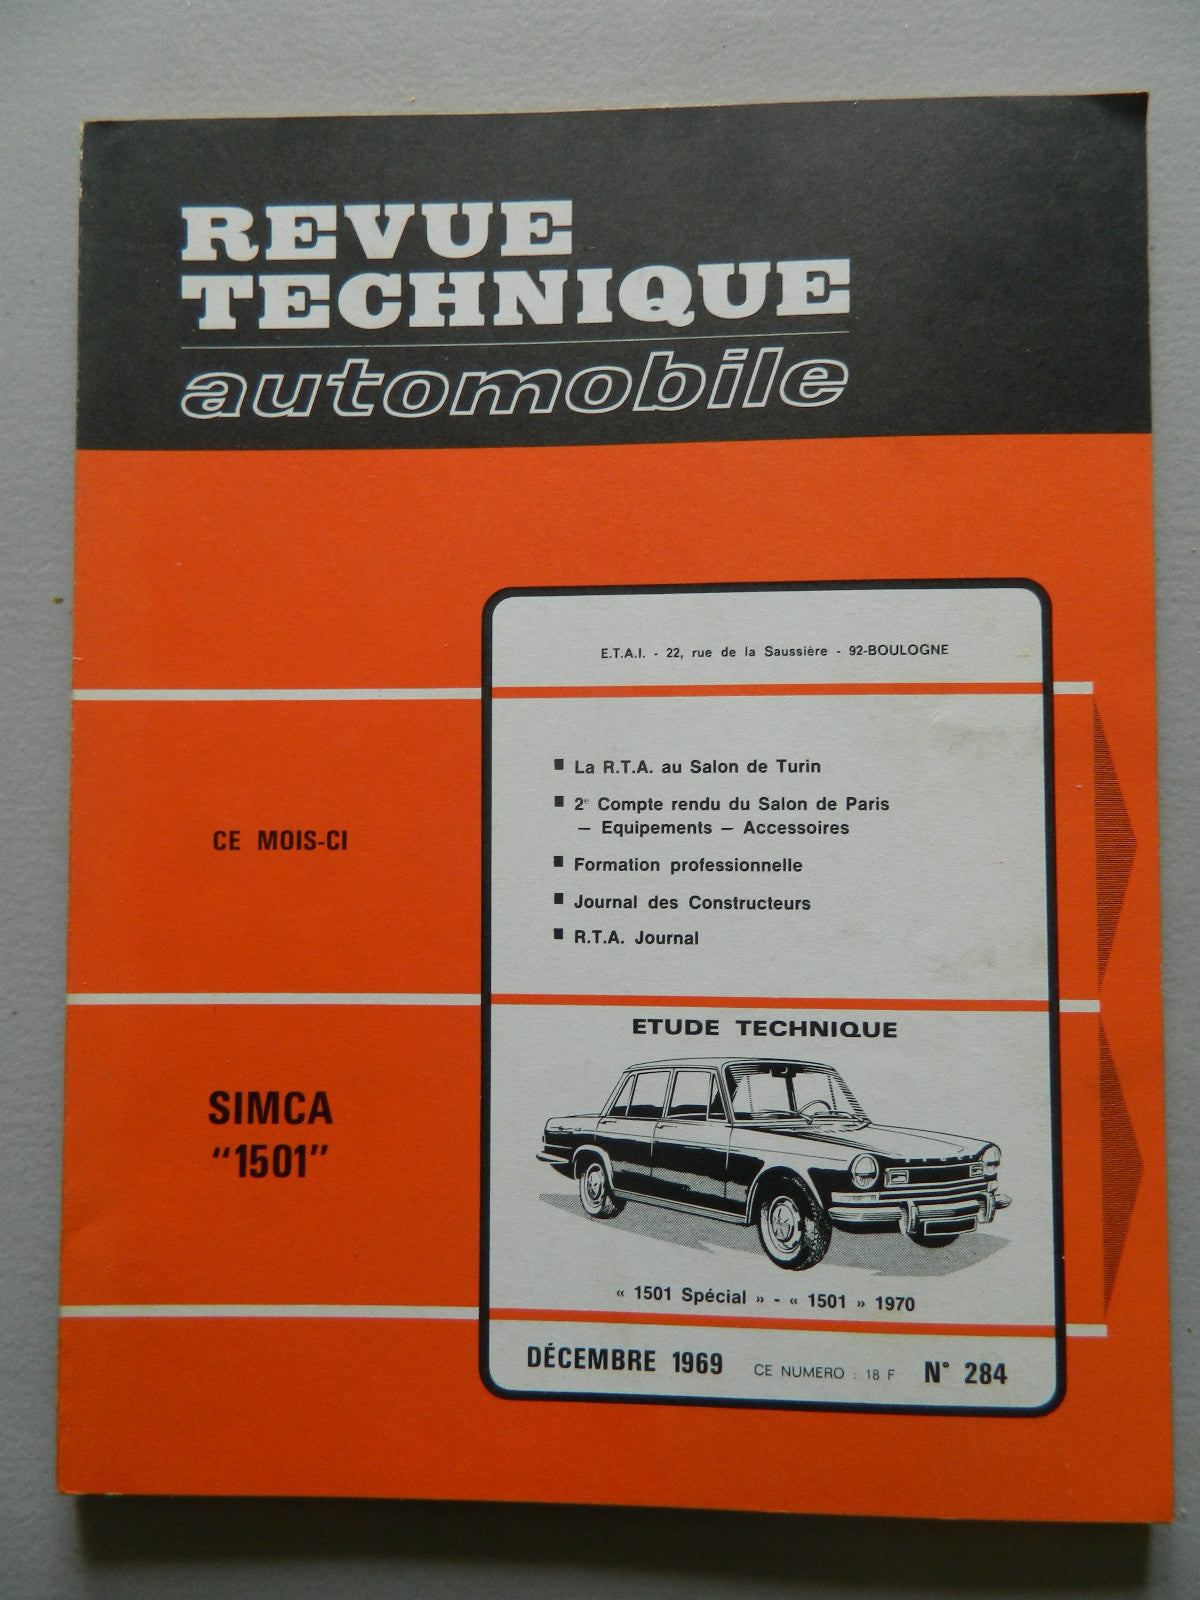 REVUE
TECHNIQUE
automobile
E.T.A.I. - 22, rue de la Saussière - 92-BOULOGNE
CE MOIS-CI
■ La R.T.A. au Salon de Turin
■ 2e Compte rendu du Salon de Paris
— Equipements — Accessoires
■ Formation professionnelle
■ Journal des Constructeurs
■ R.T.A. Journal
SIMCA
"1501"
ETUDE TECHNIQUE
« 1501 Spécial » - « 1501 » 1970
DÉCEMBRE 1969 CE NUMERO : 18 F N° 284